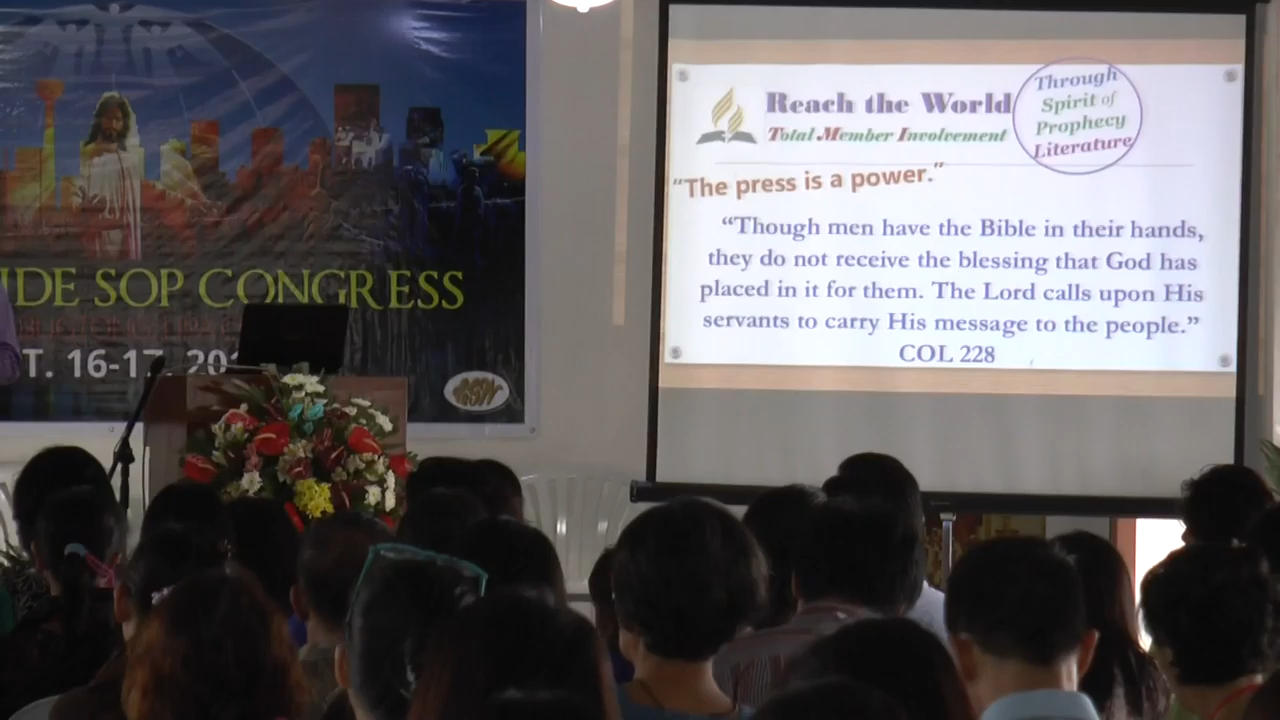 IDE SOP CONGRESS
T. 16-17, 201
Reach the World
Total Member Involvement
Through
Spirit of
Prophecy
Literature
“The press is a power.”
“Though men have the Bible in their hands,
they do not receive the blessing that God has
placed in it for them. The Lord calls upon His
servants to carry His message to the people.”
COL 228